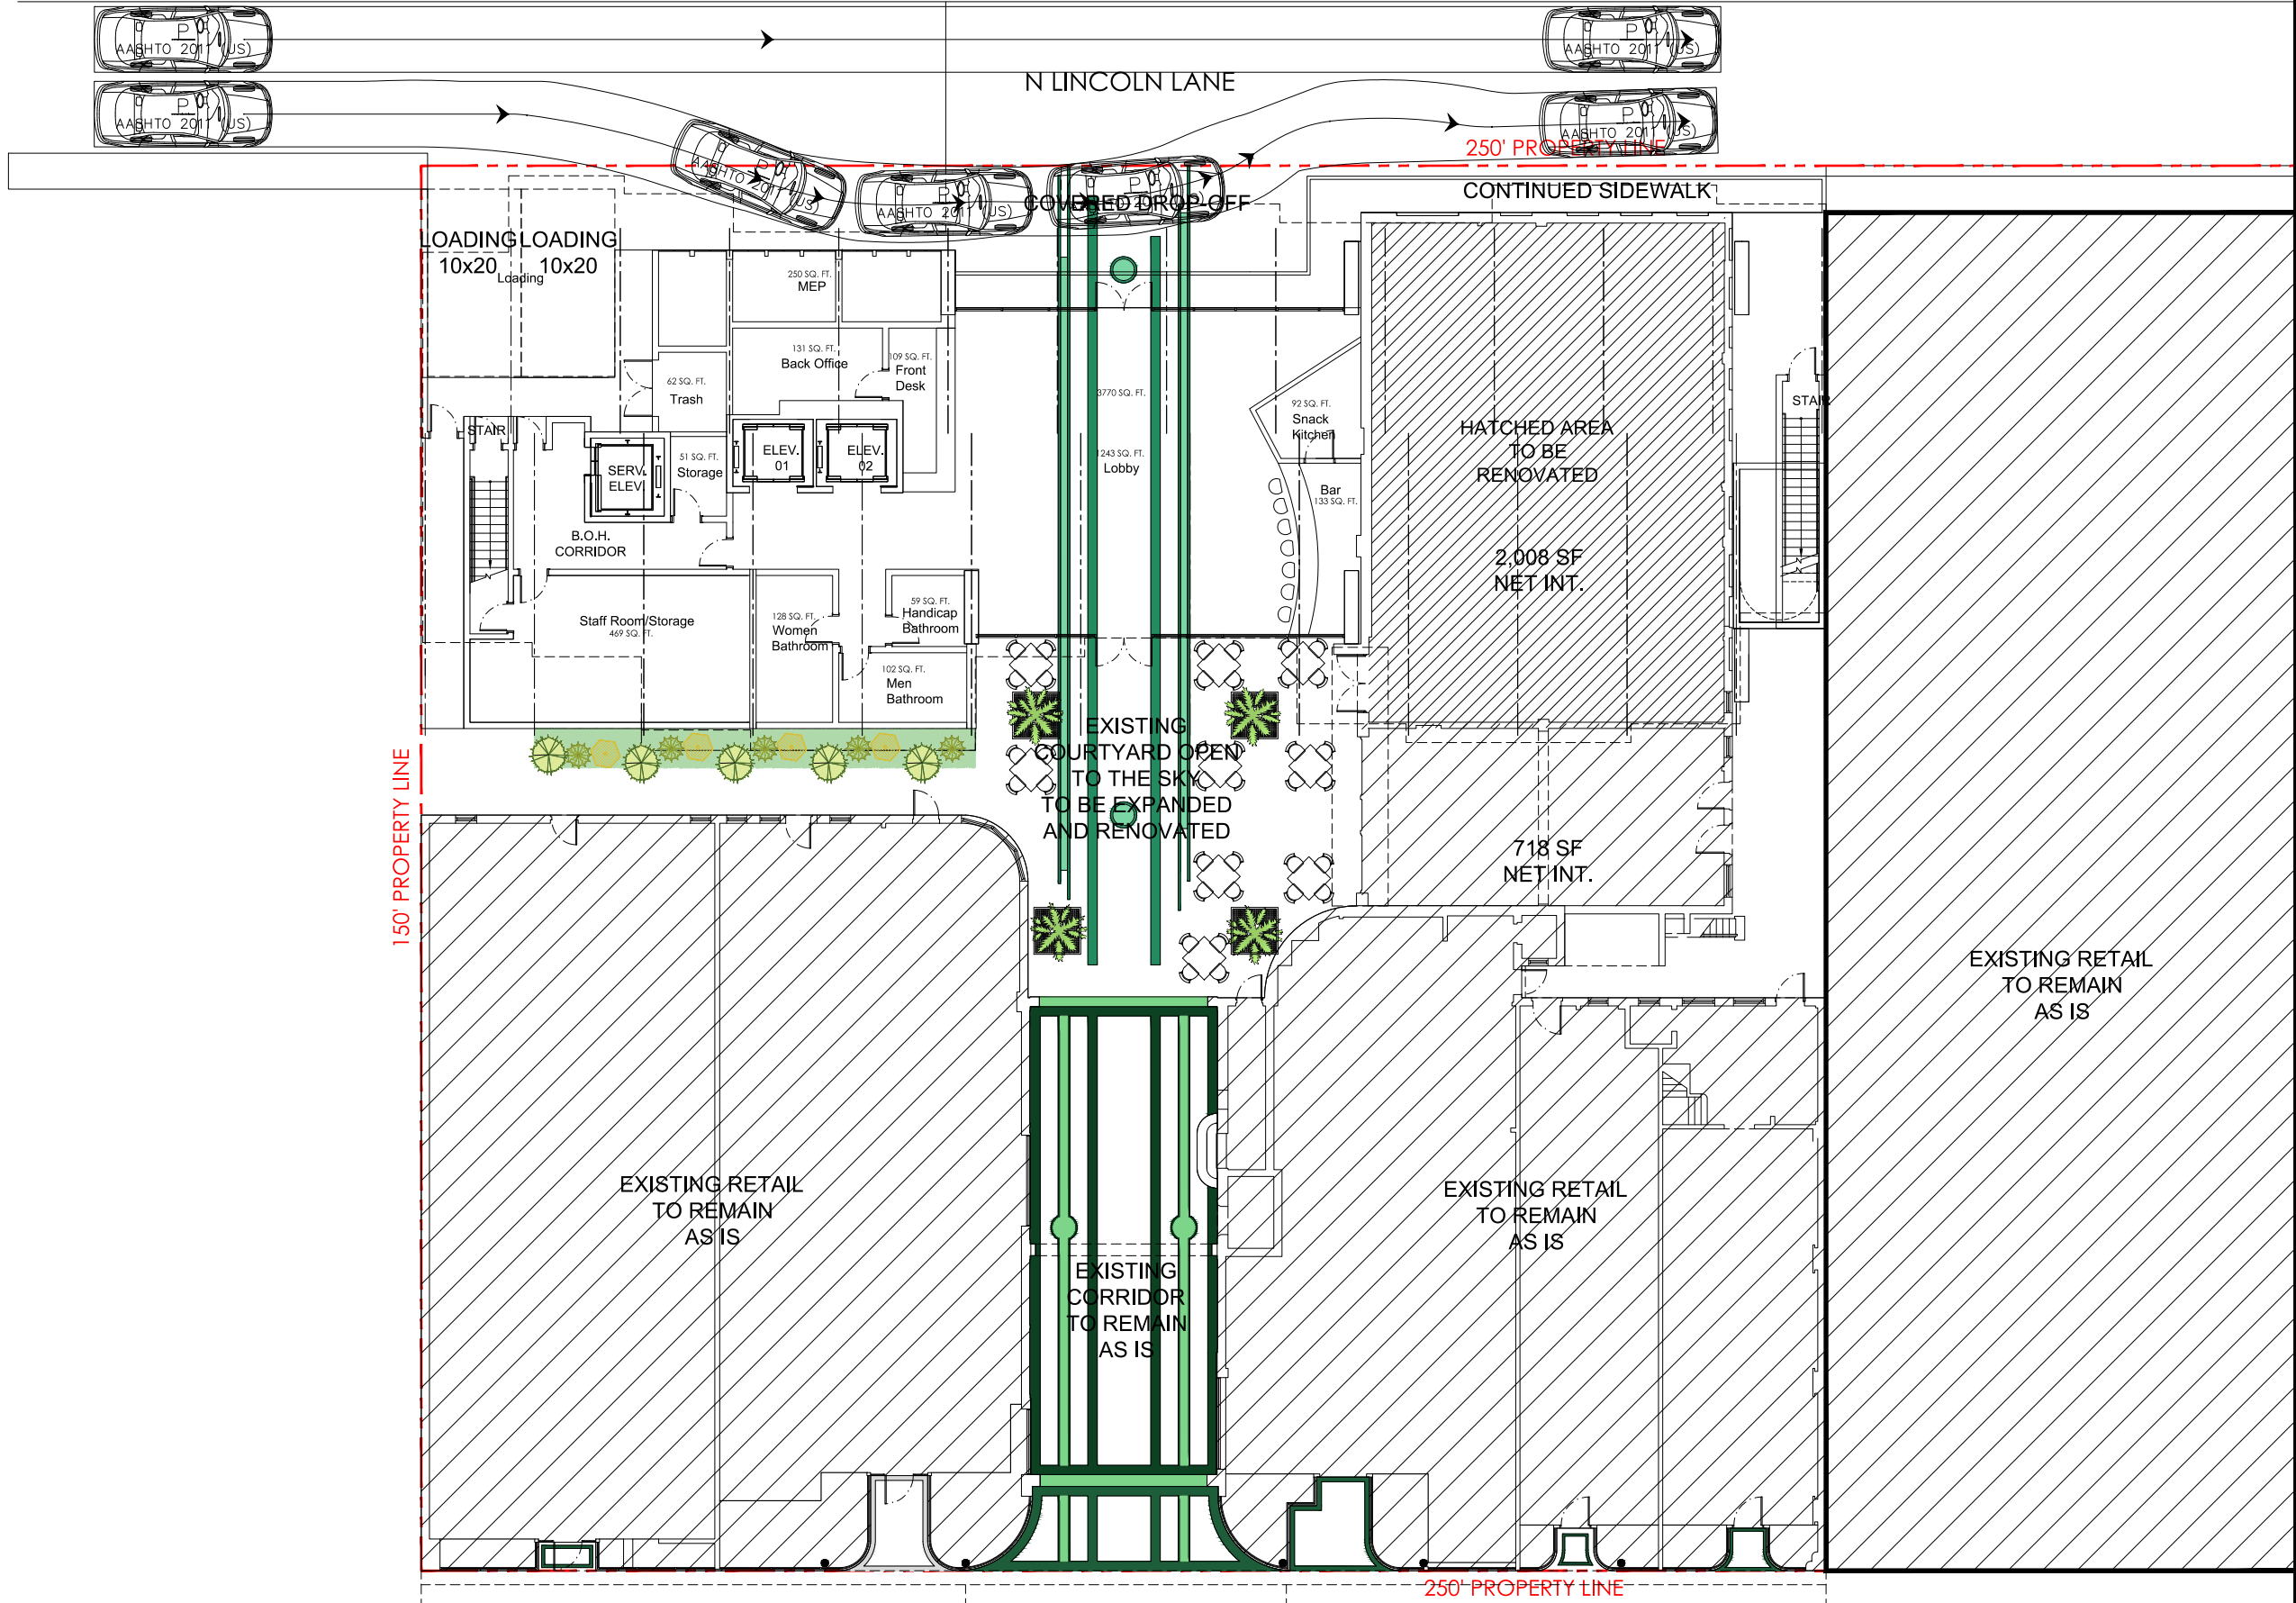 AASHTO 2011 (US)
P
AASHTO 2011 (US)
P
N LINCOLN LANE
AASHTO 2011 (US)
P
AASHTO 2011 (US)
P
AASHTO 2011 (US)
P
AASHTO 2011 (US)
P
250' PROPERTY LINE
COVERED DROP-OFF
CONTINUED SIDEWALK
LOADING
10x20
LOADING
10x20
Loading
250 SQ. FT.
MEP
131 SQ. FT.
Back Office
109 SQ. FT.
Front
Desk
62 SQ. FT.
Trash
3770 SQ. FT.
92 SQ. FT.
Snack
Kitchen
HATCHED AREA
TO BE
RENOVATED
STAIR
STAIR
SERV.
ELEV.
51 SQ. FT.
Storage
ELEV.
01
ELEV.
02
1243 SQ. FT.
Lobby
Bar
133 SQ. FT.
B.O.H.
CORRIDOR
2,008 SF
NET INT.
Staff Room/Storage
469 SQ. FT.
128 SQ. FT.
Women
Bathroom
59 SQ. FT.
Handicap
Bathroom
102 SQ. FT.
Men
Bathroom
EXISTING
COURTYARD OPEN
TO THE SKY
TO BE EXPANDED
AND RENOVATED
150' PROPERTY LINE
718 SF
NET INT.
EXISTING RETAIL
TO REMAIN
AS IS
EXISTING RETAIL
TO REMAIN
AS IS
EXISTING RETAIL
TO REMAIN
AS IS
EXISTING
CORRIDOR
TO REMAIN
AS IS
250' PROPERTY LINE